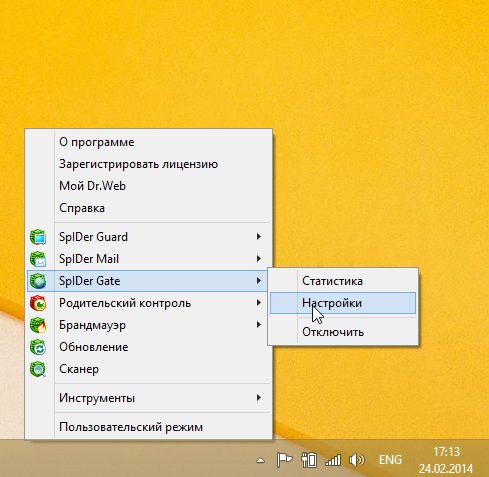 О программе
Зарегистрировать лицензию
Мой Dr.Web
Справка
SpIDer Guard
SpIDer Mail
SpIDer Gate
Родительский контроль
Брандмауэр
Обновление
Сканер
Инструменты
Пользовательский режим
Статистика
Настройки
Отключить
ENG
17:13
24.02.2014